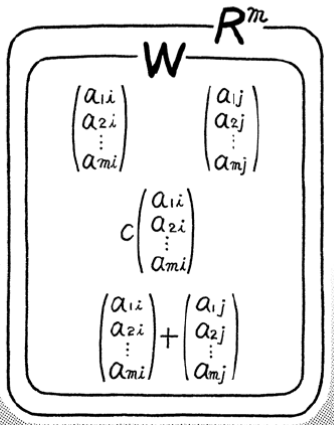 R^m
W
(a₁ᵢ a₂ᵢ ⋮ aₘᵢ) (a₁ⱼ a₂ⱼ ⋮ aₘⱼ)
c(a₁ᵢ a₂ᵢ ⋮ aₘᵢ)
(a₁ᵢ a₂ᵢ ⋮ aₘᵢ) + (a₁ⱼ a₂ⱼ ⋮ aₘⱼ)